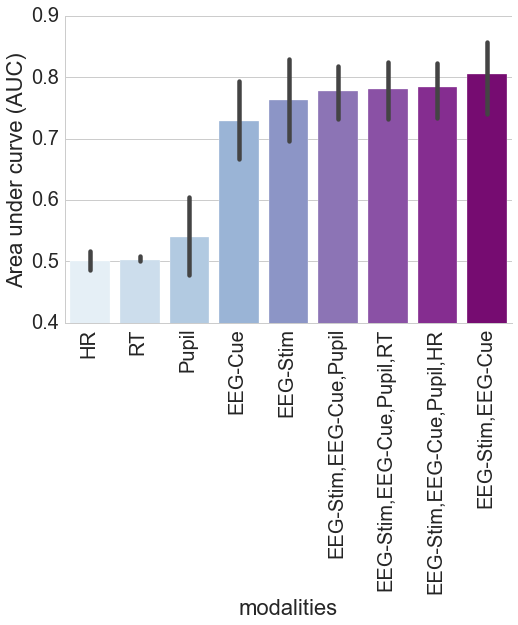 Area under curve (AUC)
0.9
0.8
0.7
0.6
0.5
0.4
HR
RT
Pupil
EEG-Cue
EEG-Stim
EEG-Stim,EEG-Cue,Pupil
EEG-Stim,EEG-Cue,Pupil,RT
EEG-Stim,EEG-Cue,Pupil,HR
EEG-Stim,EEG-Cue
modalities